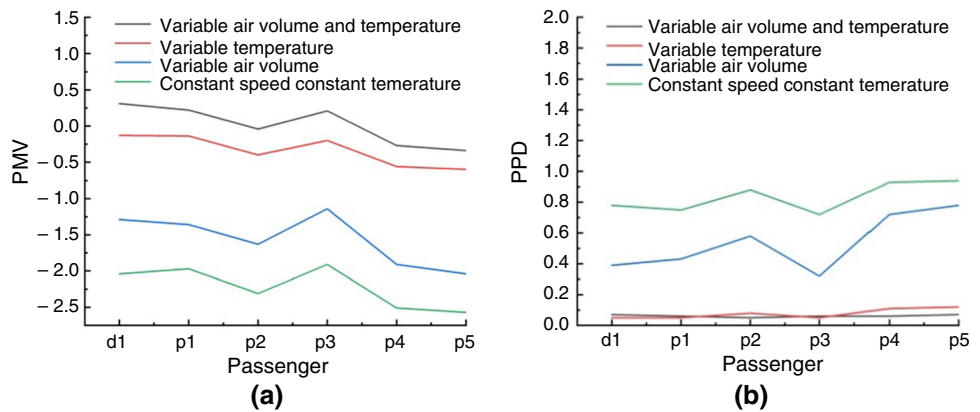 1.5
1.0
0.5
0.0
– 0.5
– 1.0
– 1.5
– 2.0
– 2.5
PMV
Variable air volume and temperature
Variable temperature
Variable air volume
Constant speed constant temerature
d1 p1 p2 p3 p4 p5
Passenger
(a)
2.0
1.8
1.6
1.4
1.2
1.0
0.8
0.6
0.4
0.2
0.0
PPD
Variable air volume and temperature
Variable temperature
Variable air volume
Constant speed constant temerature
d1 p1 p2 p3 p4 p5
Passenger
(b)